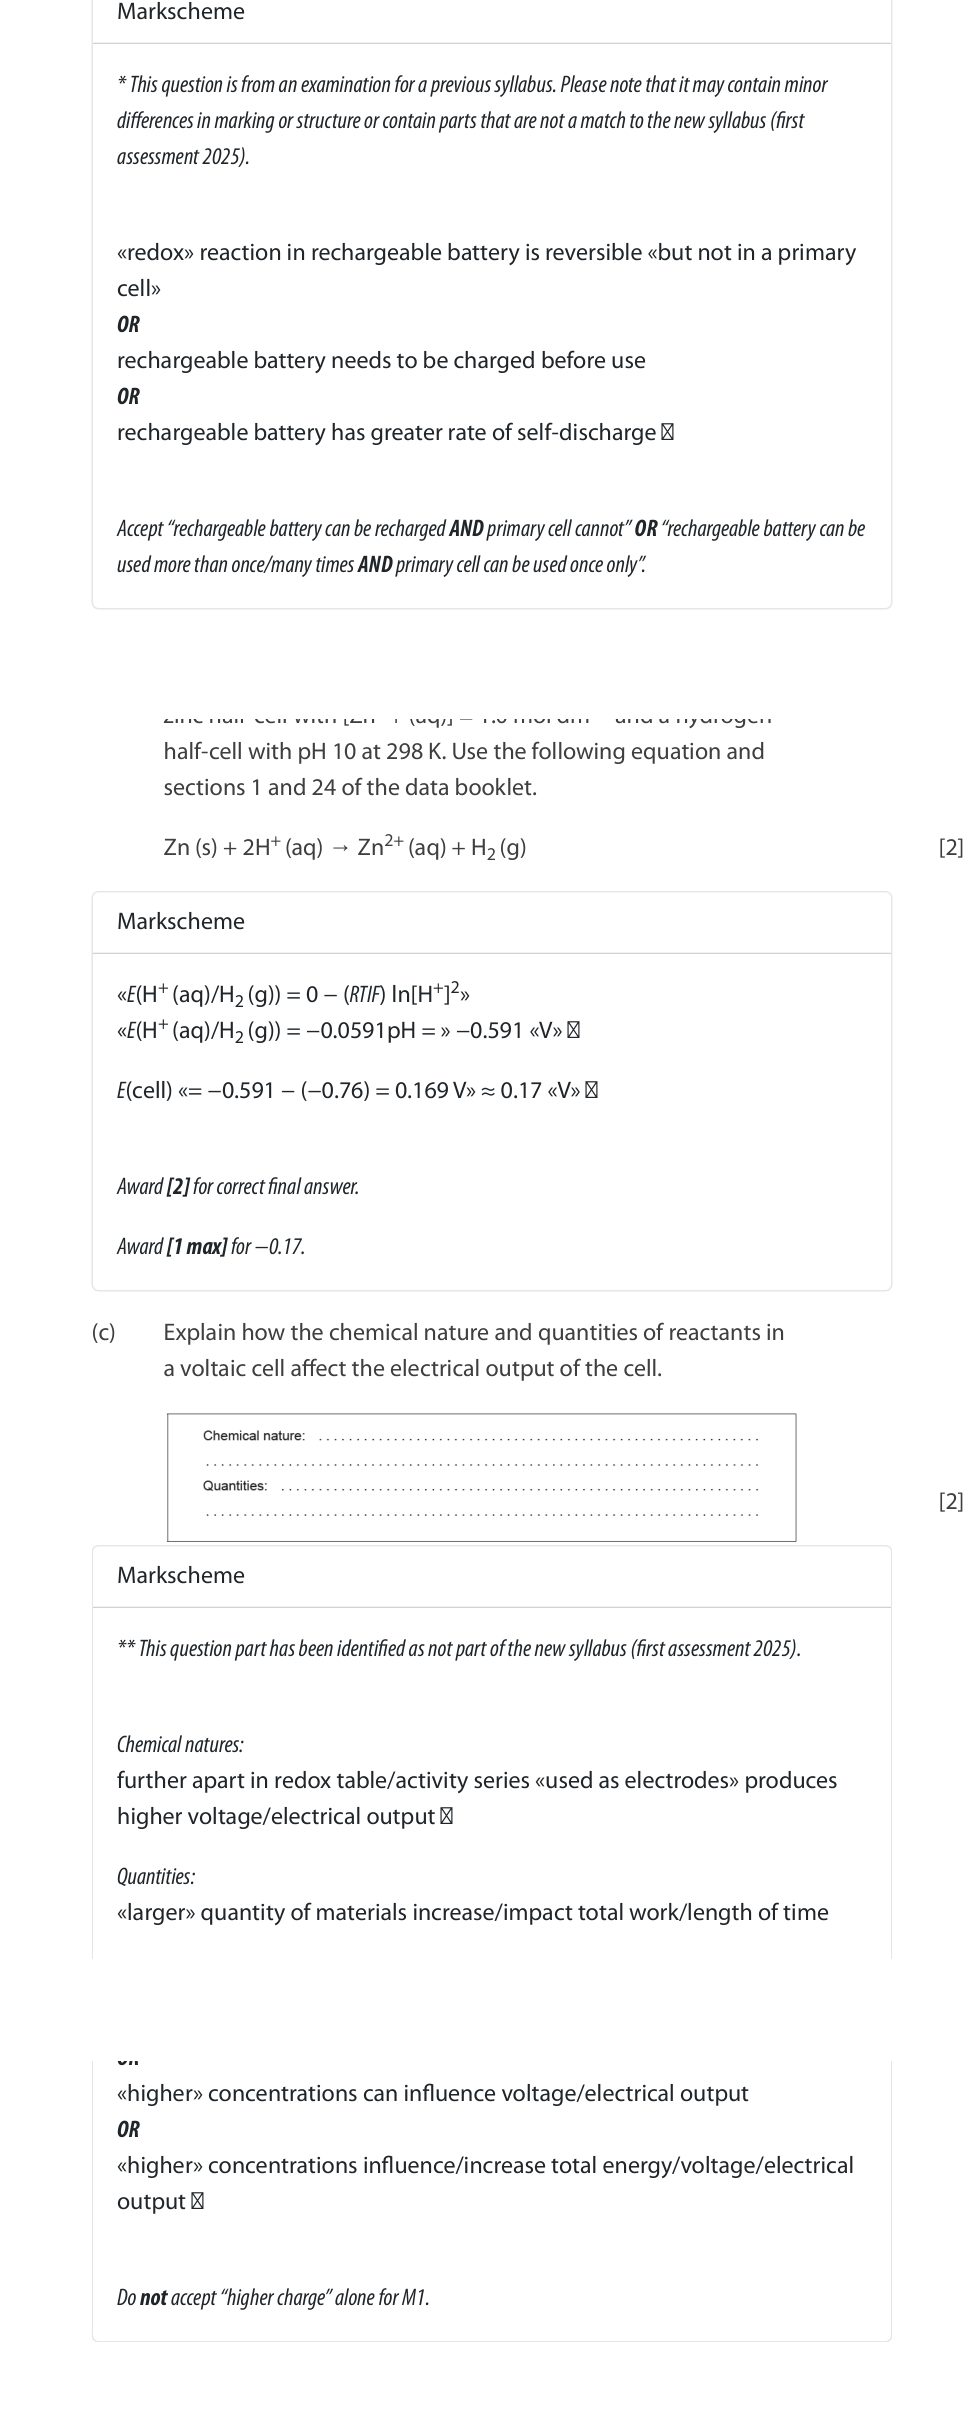 Markscheme
* This question is from an examination for a previous syllabus. Please note that it may contain minor
differences in marking or structure or contain parts that are not a match to the new syllabus (first
assessment 2025).
«redox» reaction in rechargeable battery is reversible «but not in a primary
cell»
OR
rechargeable battery needs to be charged before use
OR
rechargeable battery has greater rate of self-discharge
Accept “rechargeable battery can be recharged AND primary cell cannot” OR “rechargeable battery can be
used more than once/many times AND primary cell can be used once only”.
half-cell with pH 10 at 298 K. Use the following equation and
sections 1 and 24 of the data booklet.
Zn (s) + 2H⁺ (aq) → Zn²⁺ (aq) + H₂ (g) [2]
Markscheme
«E(H⁺ (aq)/H₂ (g)) = 0 − (RTIF) ln[H⁺]²»
«E(H⁺ (aq)/H₂ (g)) = −0.0591pH = » −0.591 «V»
E(cell) «= −0.591 − (−0.76) = 0.169 V» ≈ 0.17 «V»
Award [2] for correct final answer.
Award [1 max] for −0.17.
(c) Explain how the chemical nature and quantities of reactants in
a voltaic cell affect the electrical output of the cell.
Chemical nature:
Quantities:
[2]
Markscheme
** This question part has been identified as not part of the new syllabus (first assessment 2025).
Chemical natures:
further apart in redox table/activity series «used as electrodes» produces
higher voltage/electrical output
Quantities:
«larger» quantity of materials increase/impact total work/length of time
OR
«higher» concentrations can influence voltage/electrical output
OR
«higher» concentrations influence/increase total energy/voltage/electrical
output
Do not accept “higher charge” alone for M1.